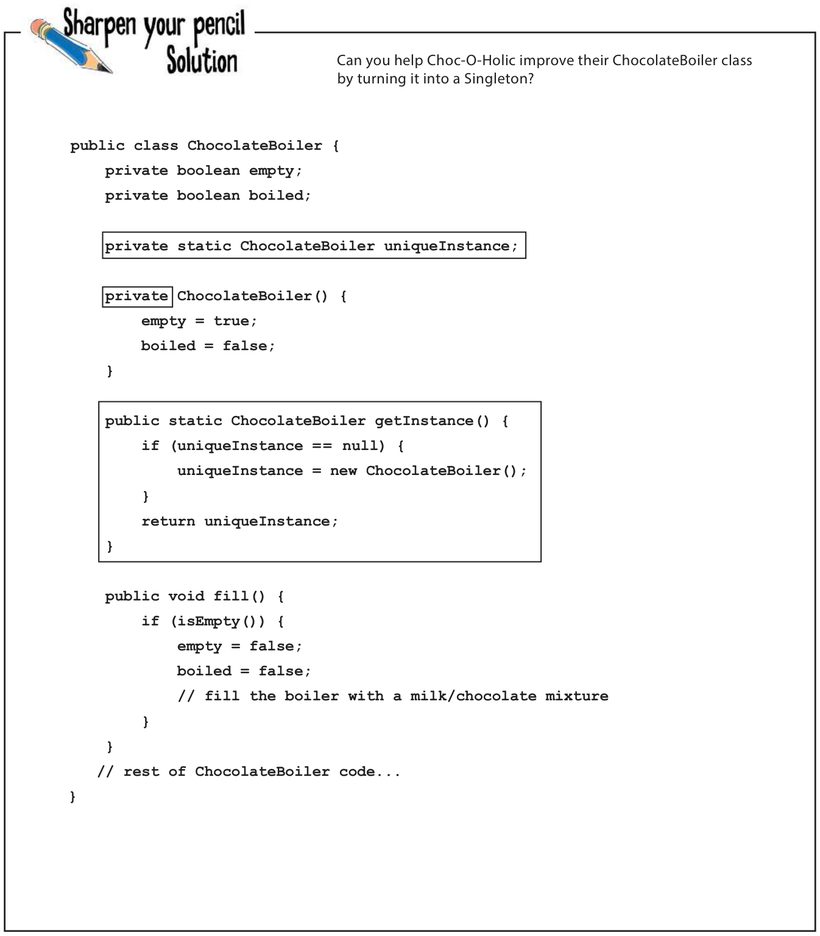 Sharpen your pencil
Solution
Can you help Choc-O-Holic improve their ChocolateBoiler class
by turning it into a Singleton?
public class ChocolateBoiler {
private boolean empty;
private boolean boiled;
private static ChocolateBoiler uniqueInstance;
private ChocolateBoiler() {
empty = true;
boiled = false;
}
public static ChocolateBoiler getInstance() {
if (uniqueInstance == null) {
uniqueInstance = new ChocolateBoiler();
}
return uniqueInstance;
}
public void fill() {
if (isEmpty()) {
empty = false;
boiled = false;
// fill the boiler with a milk/chocolate mixture
}
}
// rest of ChocolateBoiler code...
}